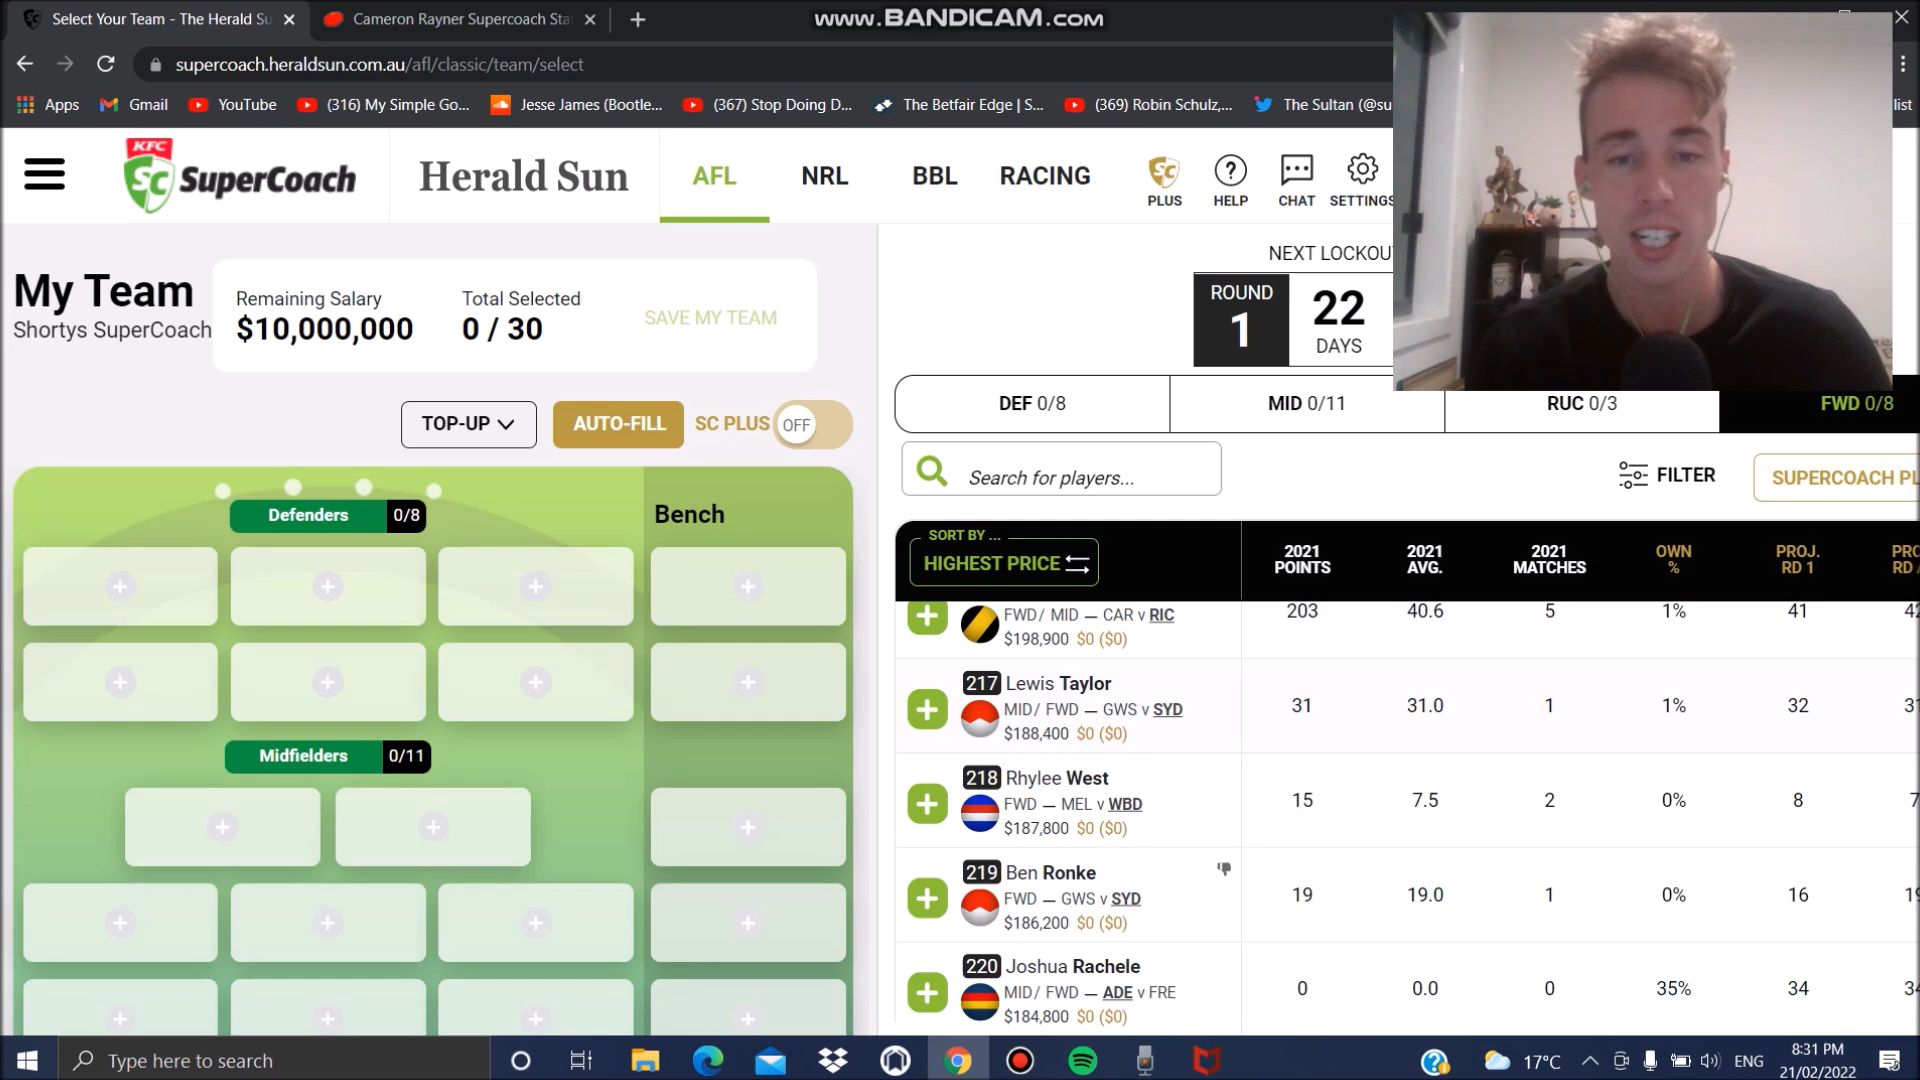 Select Your Team - The Herald Su
Cameron Rayner Supercoach Sta
www.BANDICAM.com
supercoach.heraldsun.com.au/afl/classic/team/select
Apps
Gmail
YouTube
(316) My Simple Go...
Jesse James (Bootle...
(367) Stop Doing D...
The Betfair Edge | S...
(369) Robin Schulz,...
The Sultan (@su
list
KFC
SC SuperCoach
Herald Sun
AFL
NRL
BBL
RACING
SC
PLUS
HELP
CHAT
SETTINGS
My Team
Shortys SuperCoach
Remaining Salary
$10,000,000
Total Selected
0 / 30
SAVE MY TEAM
NEXT LOCKOU
ROUND
1
22
DAYS
TOP-UP
AUTO-FILL
SC PLUS
OFF
DEF 0/8
MID 0/11
RUC 0/3
FWD 0/8
Search for players...
FILTER
SUPERCOACH PL
Defenders 0/8
Bench
Midfielders 0/11
SORT BY ...
HIGHEST PRICE
2021 POINTS
2021 AVG.
2021 MATCHES
OWN %
PROJ. RD 1
PRO RD
FWD/ MID — CAR v RIC
$198,900 $0 ($0)
203 40.6 5 1% 41 42
217 Lewis Taylor
MID/ FWD — GWS v SYD
$188,400 $0 ($0)
31 31.0 1 1% 32 31
218 Rhylee West
FWD — MEL v WBD
$187,800 $0 ($0)
15 7.5 2 0% 8 7
219 Ben Ronke
FWD — GWS v SYD
$186,200 $0 ($0)
19 19.0 1 0% 16 19
220 Joshua Rachele
MID/ FWD — ADE v FRE
$184,800 $0 ($0)
0 0.0 0 35% 34 34
Type here to search
17°C
ENG
8:31 PM
21/02/2022